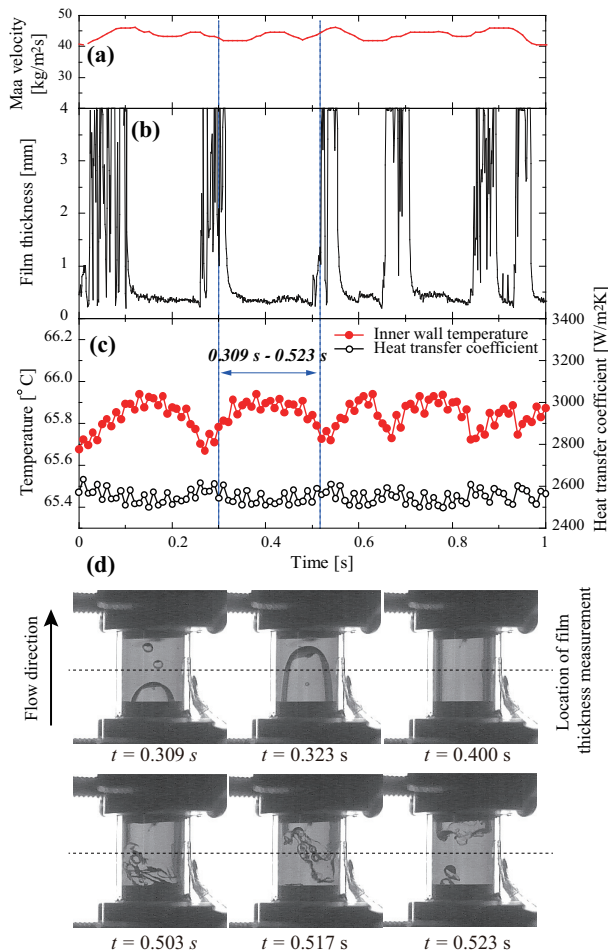 Maa velocity
[kg/m2s]
50
45
40
35
30
25
(a)
Film thickness [mm]
4
3
2
1
0
(b)
Temperature [° C]
66.2
66.0
65.8
65.6
65.4
(c)
Inner wall temperature
Heat transfer coefficient
0.309 s - 0.523 s
3400
3200
3000
2800
2600
2400
Heat transfer coefficient [W/m2K]
0 0.2 0.4 0.6 0.8 1
Time [s]
(d)
Flow direction
Location of film
thickness measurement
t = 0.309 s t = 0.323 s t = 0.400 s
t = 0.503 s t = 0.517 s t = 0.523 s